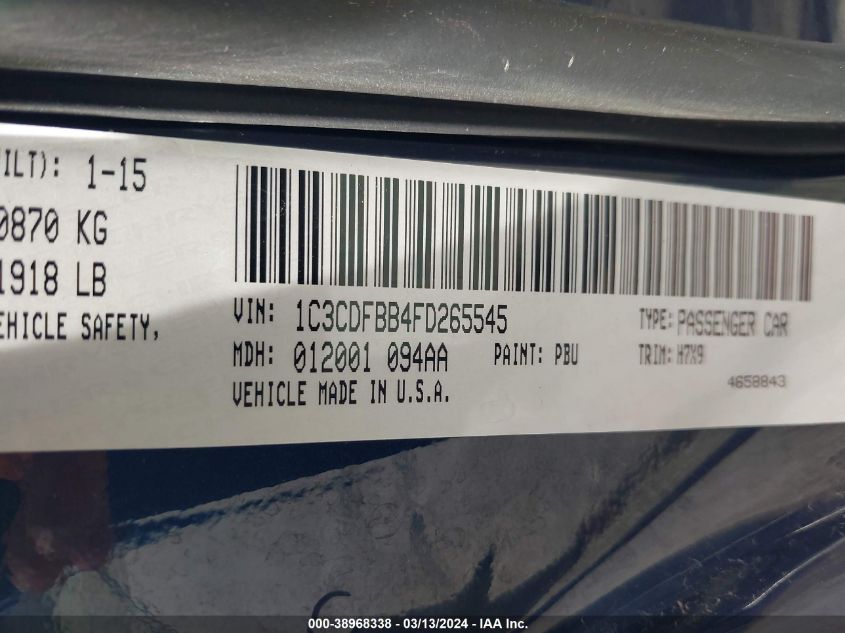 ILT): 1-15
0870 KG
1918 LB
EHICLE SAFETY,
VIN: 1C3CDFBB4FD265545
TYPE: PASSENGER CAR
MDH: 012001 094AA PAINT: PBU
TRIM: H7X9
VEHICLE MADE IN U.S.A.
4658843
000-38968338 - 03/13/2024 - IAA Inc.